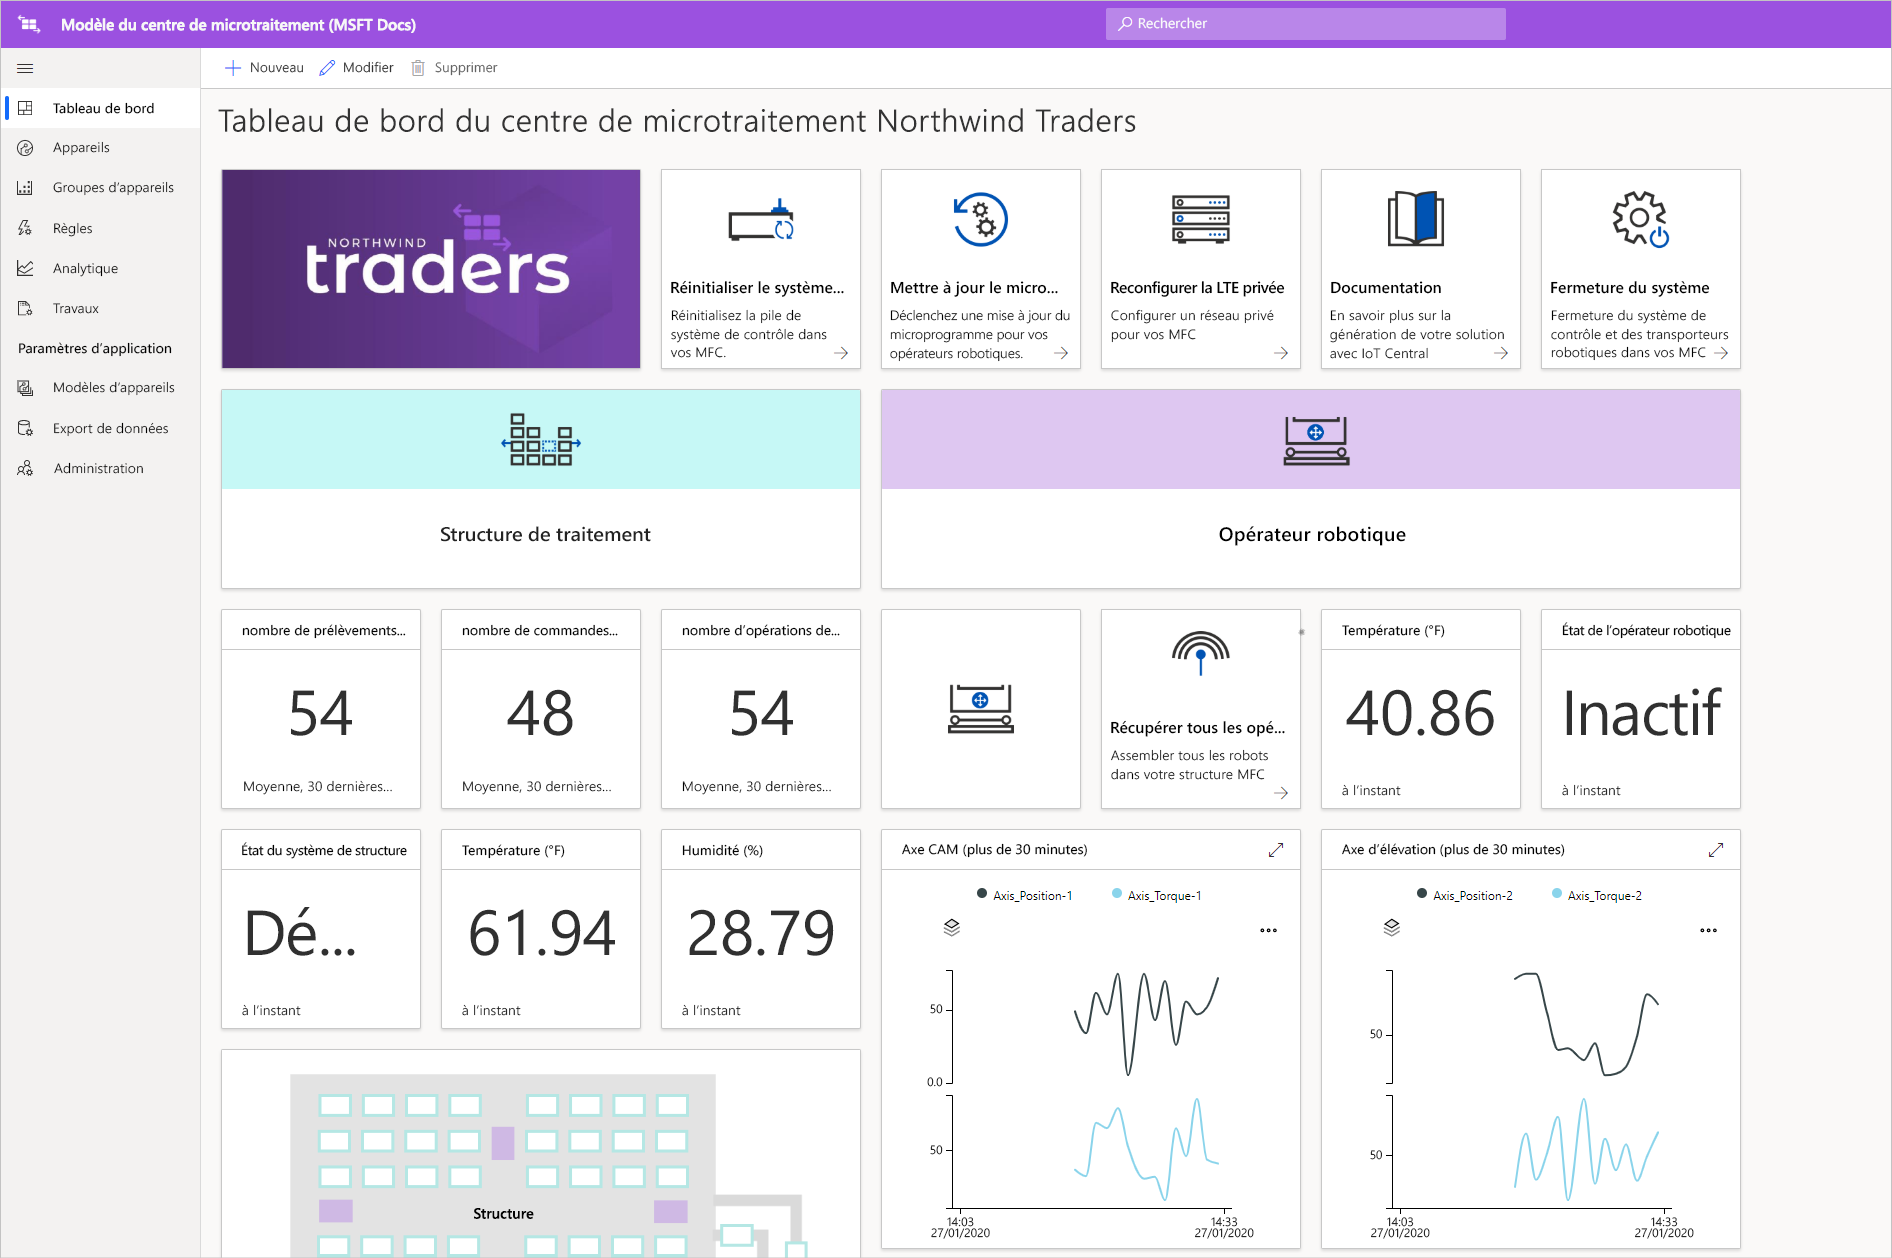 Modèle du centre de microtraitement (MSFT Docs)
Rechercher
Nouveau
Modifier
Supprimer
Tableau de bord
Appareils
Groupes d'appareils
Règles
Analytique
Travaux
Paramètres d'application
Modèles d'appareils
Export de données
Administration
Tableau de bord du centre de microtraitement Northwind Traders
NORTHWIND
traders
Réinitialiser le système...
Réinitialisez la pile de
système de contrôle dans
vos MFC.
Mettre à jour le micro...
Déclenchez une mise à jour du
microprogramme pour vos
opérateurs robotiques.
Reconfigurer la LTE privée
Configurer un réseau privé
pour vos MFC
Documentation
En savoir plus sur la
génération de votre solution
avec IoT Central
Fermeture du système
Fermeture du système de
contrôle et des transporteurs
robotiques dans vos MFC
Structure de traitement
Opérateur robotique
nombre de prélèvements...
54
Moyenne, 30 dernières...
nombre de commandes...
48
Moyenne, 30 dernières...
nombre d'opérations de...
54
Moyenne, 30 dernières...
Récupérer tous les opé...
Assembler tous les robots
dans votre structure MFC
Température (°F)
40.86
à l'instant
État de l'opérateur robotique
Inactif
à l'instant
État du système de structure
Dé...
à l'instant
Température (°F)
61.94
à l'instant
Humidité (%)
28.79
à l'instant
Axe CAM (plus de 30 minutes)
Axis_Position-1
Axis_Torque-1
50
0.0
50
14:03
27/01/2020
14:33
27/01/2020
Axe d'élévation (plus de 30 minutes)
Axis_Position-2
Axis_Torque-2
50
50
14:03
27/01/2020
14:33
27/01/2020
Structure